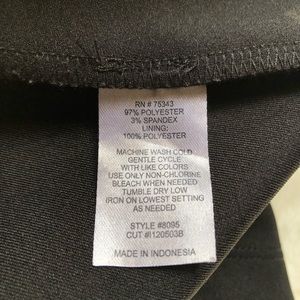 RN # 75343
97% POLYESTER
3% SPANDEX
LINING:
100% POLYESTER
MACHINE WASH COLD
GENTLE CYCLE
WITH LIKE COLORS
USE ONLY NON-CHLORINE
BLEACH WHEN NEEDED
TUMBLE DRY LOW
IRON ON LOWEST SETTING
AS NEEDED
STYLE #8095
CUT #I120503B
MADE IN INDONESIA